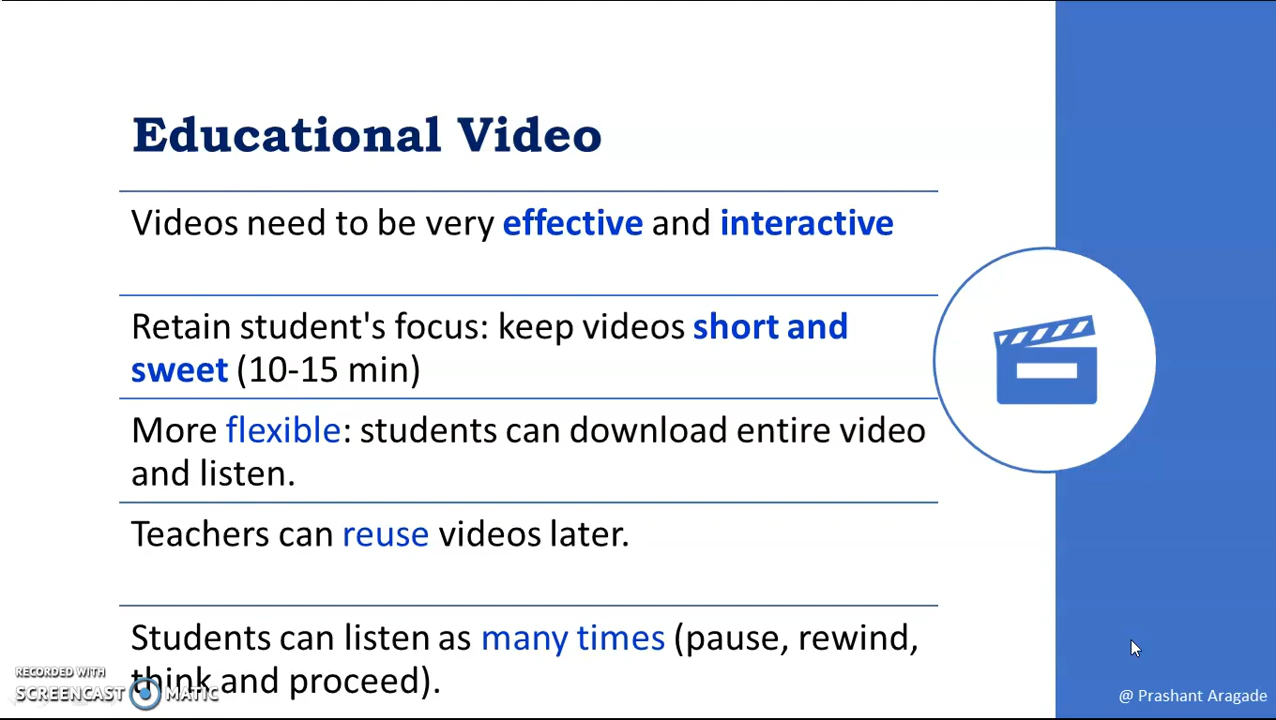 Educational Video
Videos need to be very effective and interactive
Retain student's focus: keep videos short and
sweet (10-15 min)
More flexible: students can download entire video
and listen.
Teachers can reuse videos later.
Students can listen as many times (pause, rewind,
think and proceed).
RECORDED WITH
SCREENCAST MATIC
@ Prashant Aragade